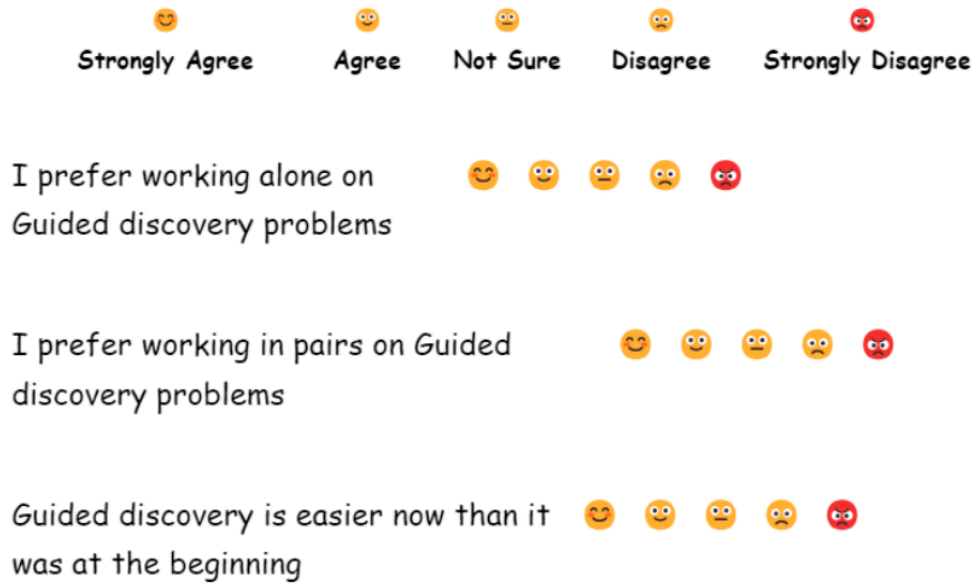 Strongly Agree Agree Not Sure Disagree Strongly Disagree
I prefer working alone on
Guided discovery problems
I prefer working in pairs on Guided
discovery problems
Guided discovery is easier now than it
was at the beginning